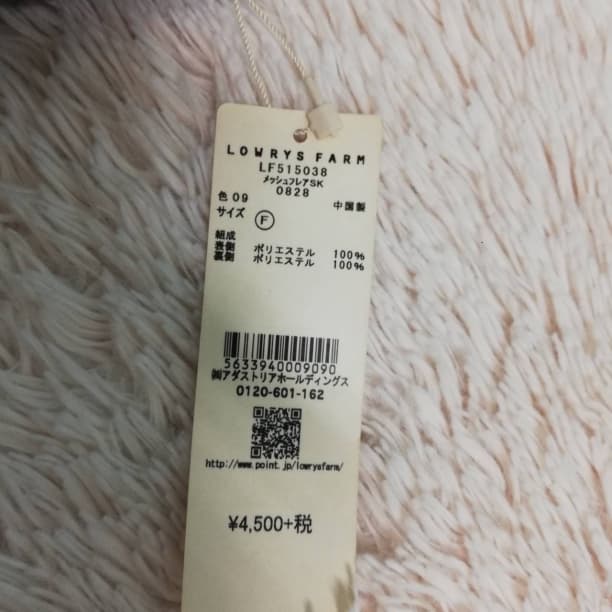 LOWRYS FARM
LF515038
メッシュフレアSK
0828
色 09 中国製
サイズ F
組成
表側 ポリエステル 100%
裏側 ポリエステル 100%
5633940009090
㈱アダストリアホールディングス
0120-601-162
http://www.point.jp/lowrysfarm/
¥4,500+税